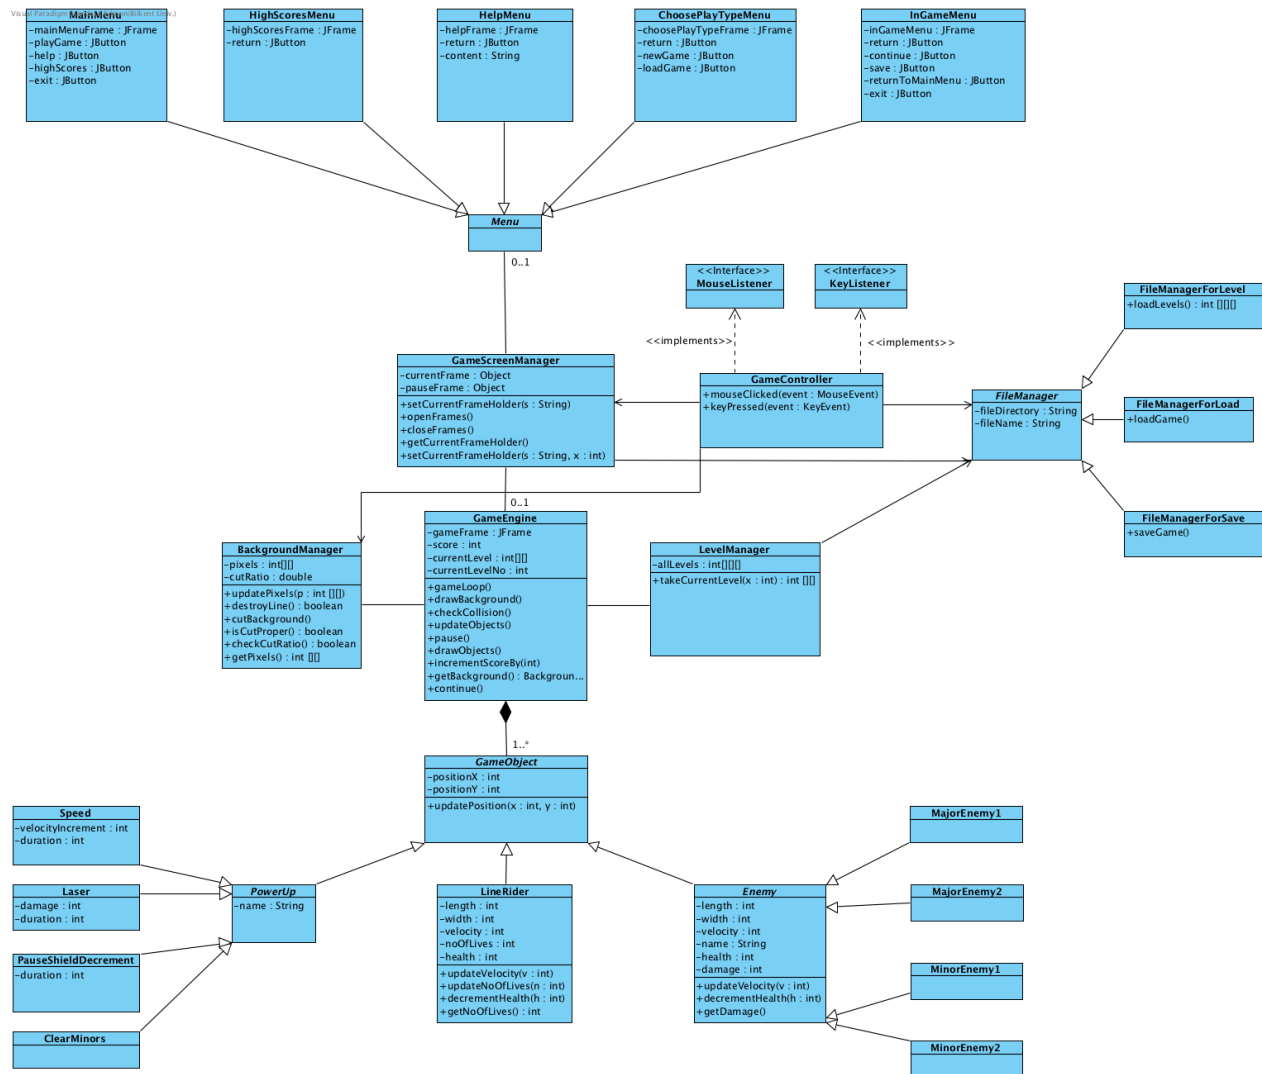 MainMenu
-mainMenuFrame : JFrame
-playGame : JButton
-help : JButton
-highScores : JButton
-exit : JButton
HighScoresMenu
-highScoresFrame : JFrame
-return : JButton
HelpMenu
-helpFrame : JFrame
-return : JButton
-content : String
ChoosePlayTypeMenu
-choosePlayTypeFrame : JFrame
-return : JButton
-newGame : JButton
-loadGame : JButton
InGameMenu
-inGameMenu : JFrame
-return : JButton
-continue : JButton
-save : JButton
-returnToMainMenu : JButton
-exit : JButton
Menu
0..1
<<Interface>>
MouseListener
<<Interface>>
KeyListener
<<implements>>
<<implements>>
FileManagerForLevel
+loadLevels() : int [][][]
GameScreenManager
-currentFrame : Object
-pauseFrame : Object
+setCurrentFrameHolder(s : String)
+openFrames()
+closeFrames()
+getCurrentFrameHolder()
+setCurrentFrameHolder(s : String, x : int)
GameController
+mouseClicked(event : MouseEvent)
+keyPressed(event : KeyEvent)
FileManager
-fileDirectory : String
-fileName : String
FileManagerForLoad
+loadGame()
FileManagerForSave
+saveGame()
0..1
BackgroundManager
-pixels : int[][]
-cutRatio : double
+updatePixels(p : int [][])
+destroyLine() : boolean
+cutBackground()
+isCutProper() : boolean
+checkCutRatio() : boolean
+getPixels() : int [][]
GameEngine
-gameFrame : JFrame
-score : int
-currentLevel : int[][]
-currentLevelNo : int
+gameLoop()
+drawBackground()
+checkCollision()
+updateObjects()
+pause()
+drawObjects()
+incrementScoreBy(int)
+getBackground() : Backgroun...
+continue()
LevelManager
-allLevels : int[][][]
+takeCurrentLevel(x : int) : int [][]
1..*
GameObject
-positionX : int
-positionY : int
+updatePosition(x : int, y : int)
Speed
-velocityIncrement : int
-duration : int
Laser
-damage : int
-duration : int
PauseShieldDecrement
-duration : int
ClearMinors
PowerUp
-name : String
LineRider
-length : int
-width : int
-velocity : int
-noOfLives : int
-health : int
+updateVelocity(v : int)
+updateNoOfLives(n : int)
+decrementHealth(h : int)
+getNoOfLives() : int
Enemy
-length : int
-width : int
-velocity : int
-name : String
-health : int
-damage : int
+updateVelocity(v : int)
+decrementHealth(h : int)
+getDamage()
MajorEnemy1
MajorEnemy2
MinorEnemy1
MinorEnemy2